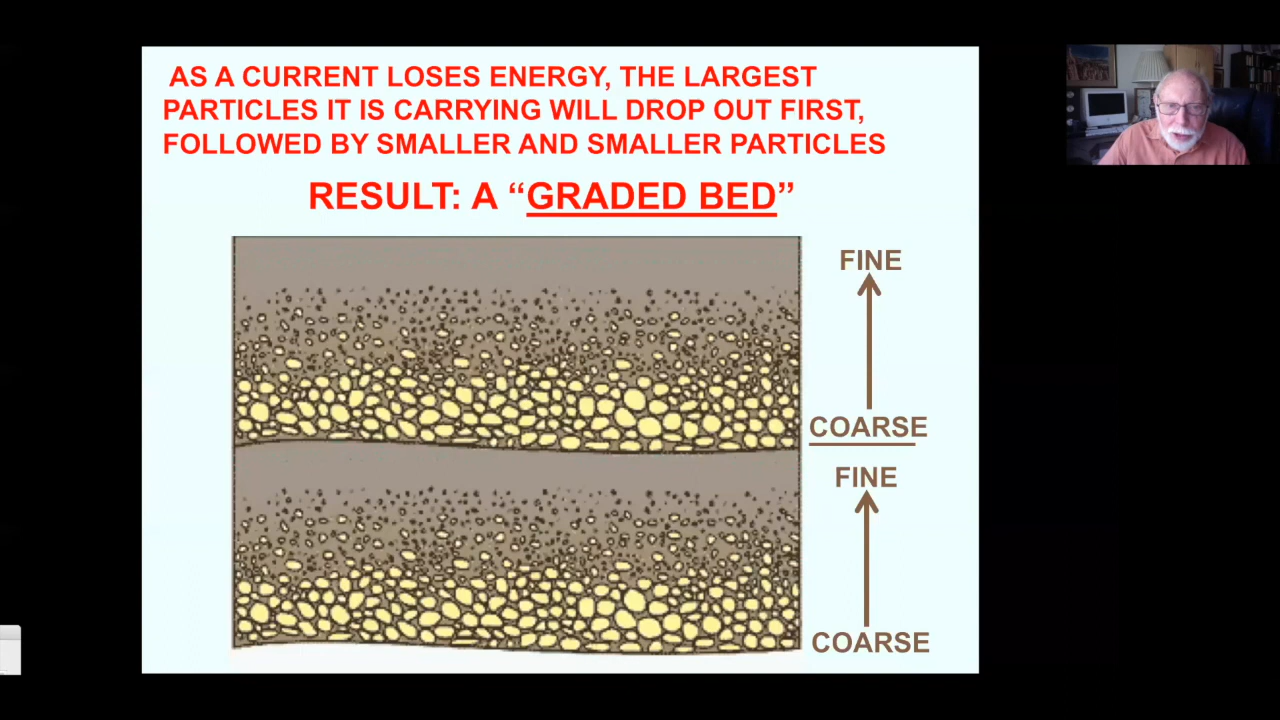 AS A CURRENT LOSES ENERGY, THE LARGEST
PARTICLES IT IS CARRYING WILL DROP OUT FIRST,
FOLLOWED BY SMALLER AND SMALLER PARTICLES
RESULT: A “GRADED BED”
FINE
COARSE
FINE
COARSE